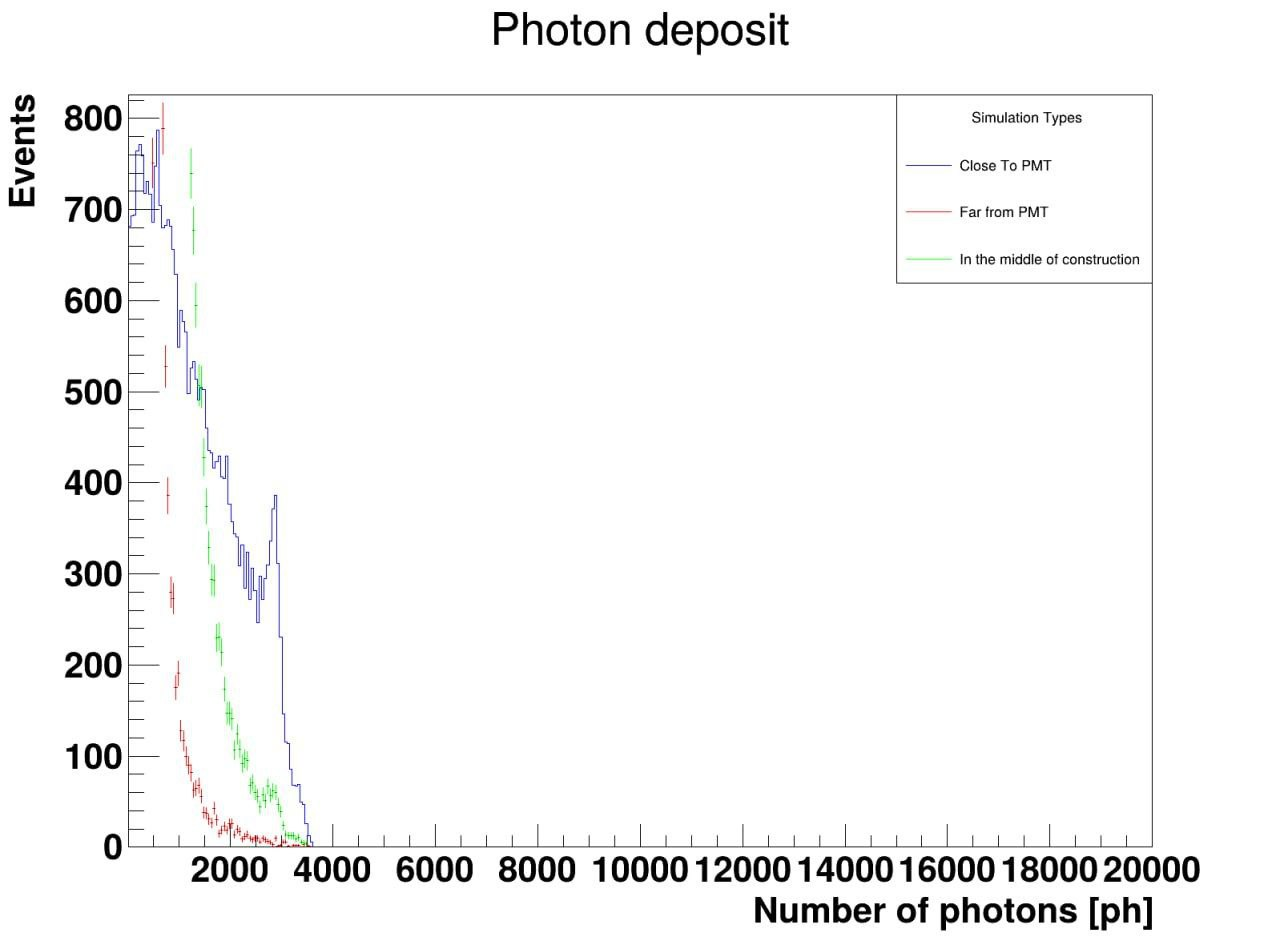 Photon deposit
Events
800
700
600
500
400
300
200
100
0
2000 4000 6000 8000 10000 12000 14000 16000 18000 20000
Number of photons [ph]
Simulation Types
Close To PMT
Far from PMT
In the middle of construction